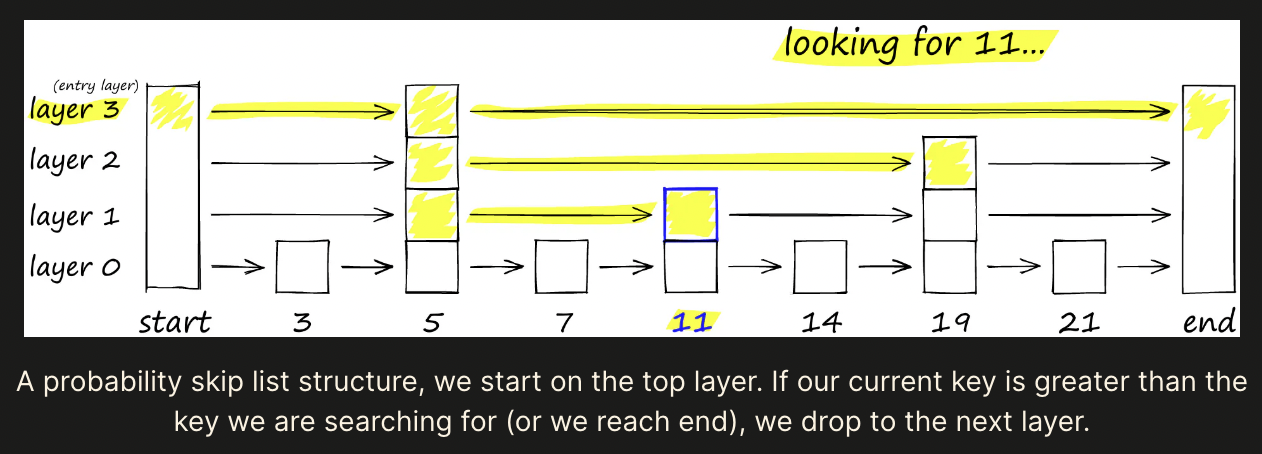 looking for 11...
(entry layer)
layer 3
layer 2
layer 1
layer 0
start 3 5 7 11 14 19 21 end
A probability skip list structure, we start on the top layer. If our current key is greater than the
key we are searching for (or we reach end), we drop to the next layer.